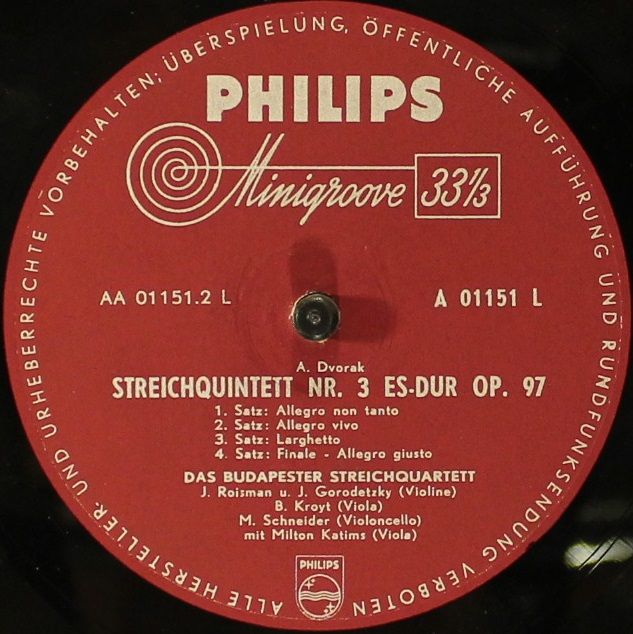 ALLE HERSTELLER- UND URHEBERRECHTE VORBEHALTEN; ÜBERSPIELUNG, ÖFFENTLICHE AUFFÜHRUNG UND RUNDFUNKSENDUNG VERBOTEN
PHILIPS
Minigroove 33⅓
AA 01151.2 L
A 01151 L
A. Dvorak
STREICHQUINTETT NR. 3 ES-DUR OP. 97
1. Satz: Allegro non tanto
2. Satz: Allegro vivo
3. Satz: Larghetto
4. Satz: Finale - Allegro giusto
DAS BUDAPESTER STREICHQUARTETT
J. Roisman u. J. Gorodetzky (Violine)
B. Kroyt (Viola)
M. Schneider (Violoncello)
mit Milton Katims (Viola)
PHILIPS